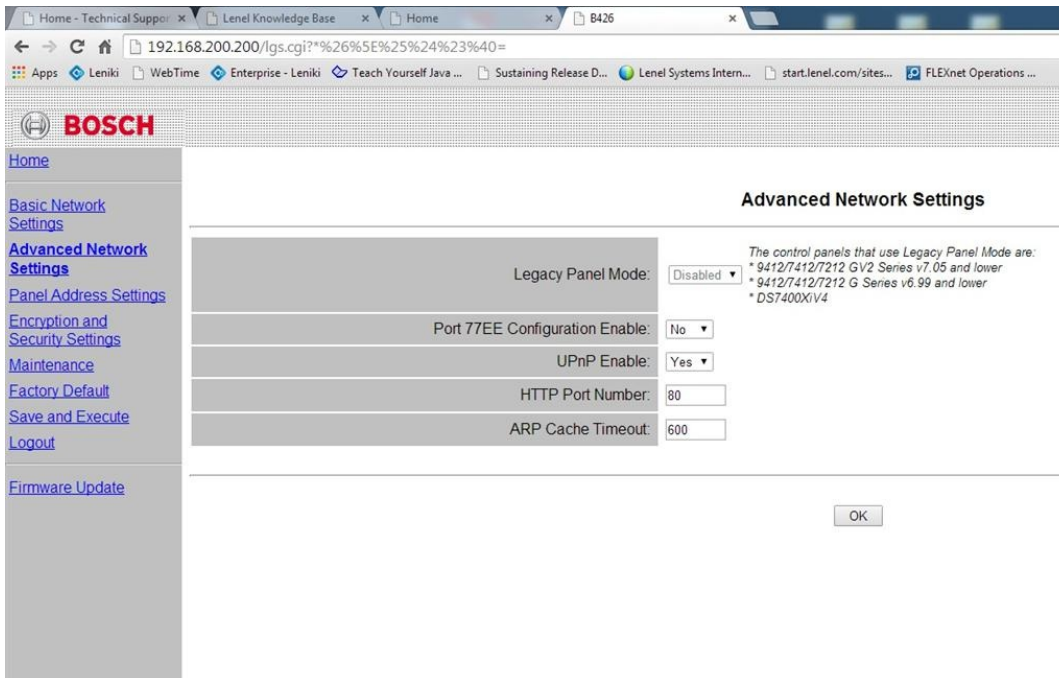 Home - Technical Suppor
Lenel Knowledge Base
Home
B426
192.168.200.200/lgs.cgi?*%26%5E%25%24%23%40=
Apps
Leniki
WebTime
Enterprise - Leniki
Teach Yourself Java ...
Sustaining Release D...
Lenel Systems Intern...
start.lenel.com/sites...
FLEXnet Operations ...
BOSCH
Home
Basic Network
Settings
Advanced Network
Settings
Panel Address Settings
Encryption and
Security Settings
Maintenance
Factory Default
Save and Execute
Logout
Firmware Update
Advanced Network Settings
Legacy Panel Mode:
Disabled
The control panels that use Legacy Panel Mode are:
* 9412/7412/7212 GV2 Series v7.05 and lower
* 9412/7412/7212 G Series v6.99 and lower
* DS7400XiV4
Port 77EE Configuration Enable:
No
UPnP Enable:
Yes
HTTP Port Number:
80
ARP Cache Timeout:
600
OK